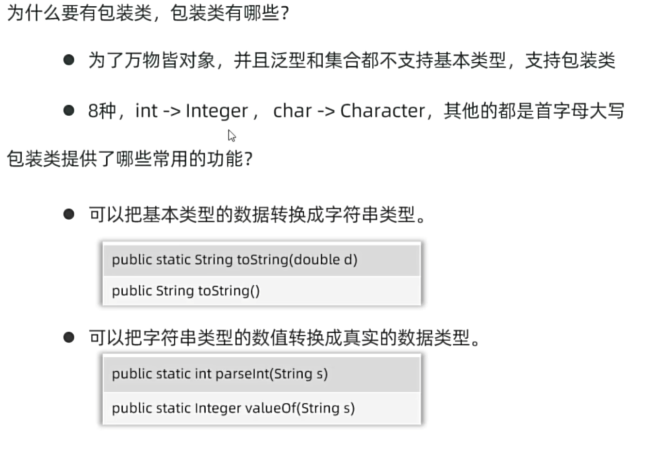 为什么要有包装类，包装类有哪些？
● 为了万物皆对象，并且泛型和集合都不支持基本类型，支持包装类
● 8种，int -> Integer ， char -> Character，其他的都是首字母大写
包装类提供了哪些常用的功能？
● 可以把基本类型的数据转换成字符串类型。
public static String toString(double d)
public String toString()
● 可以把字符串类型的数值转换成真实的数据类型。
public static int parseInt(String s)
public static Integer valueOf(String s)